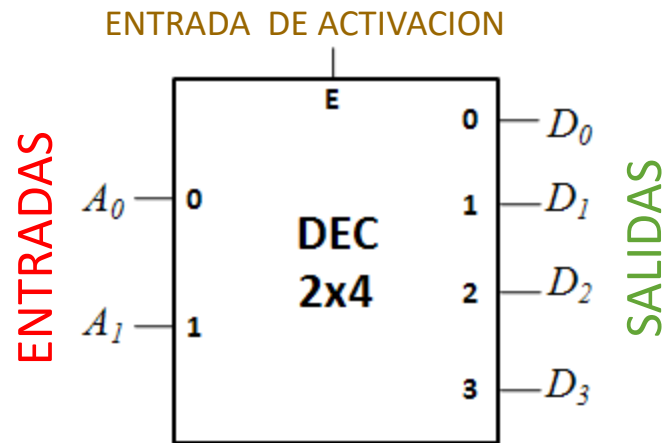 ENTRADA DE ACTIVACION
E
ENTRADAS
A0
A1
0
1
DEC
2x4
0
1
2
3
D0
D1
D2
D3
SALIDAS